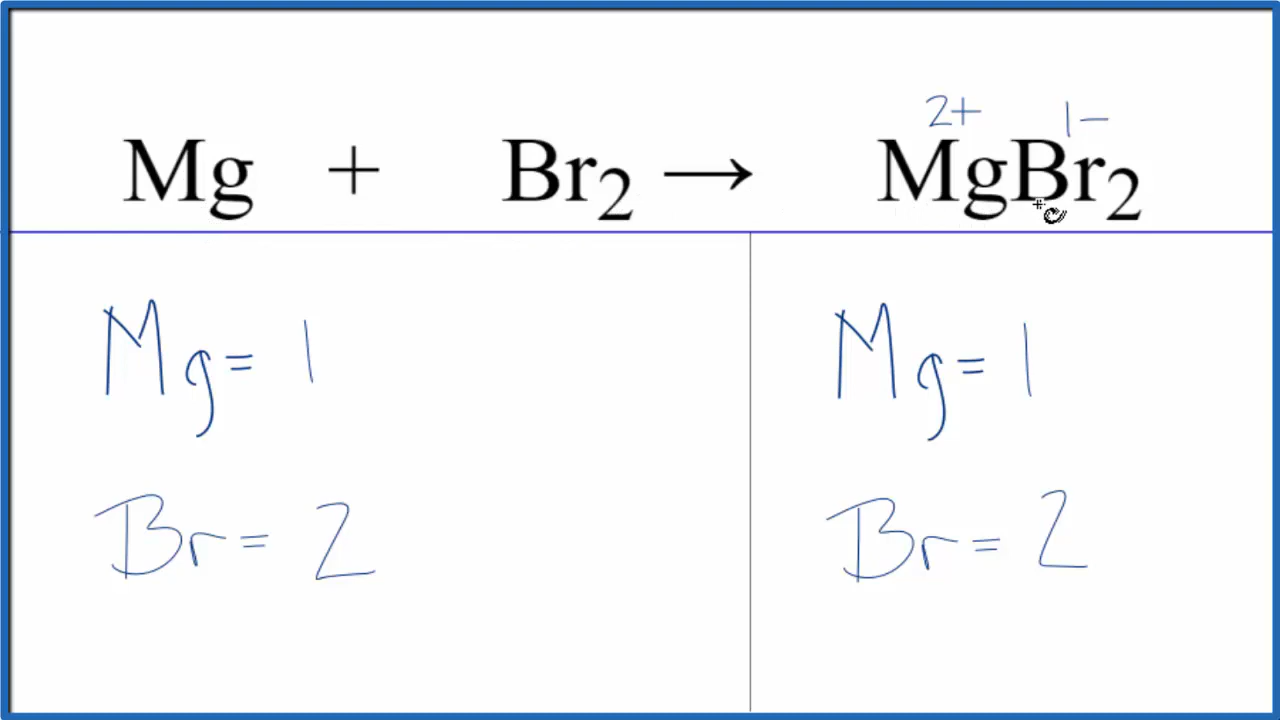 2+ 1-
Mg + Br₂ → MgBr₂
Mg = 1 Mg = 1
Br = 2 Br = 2